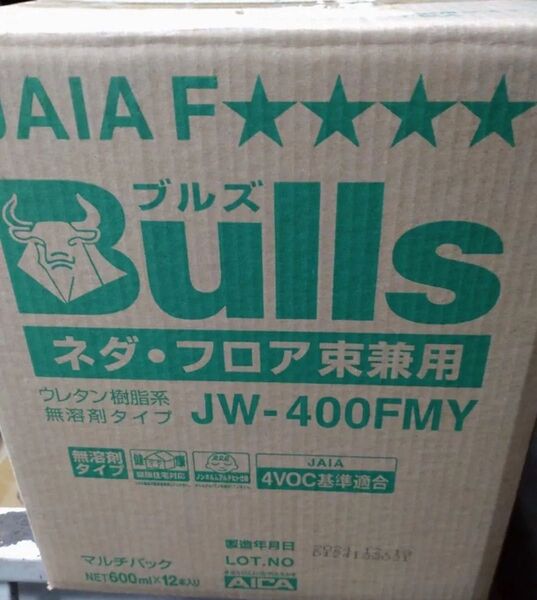 JAIA F★★★★
ブルズ
Bulls
ネダ・フロア束兼用
ウレタン樹脂系
無溶剤タイプ
JW-400FMY
無溶剤
タイプ
JAIA
4VOC基準適合
マルチパック
NET600ml×12本入り
製造年月日
LOT.NO
AICA